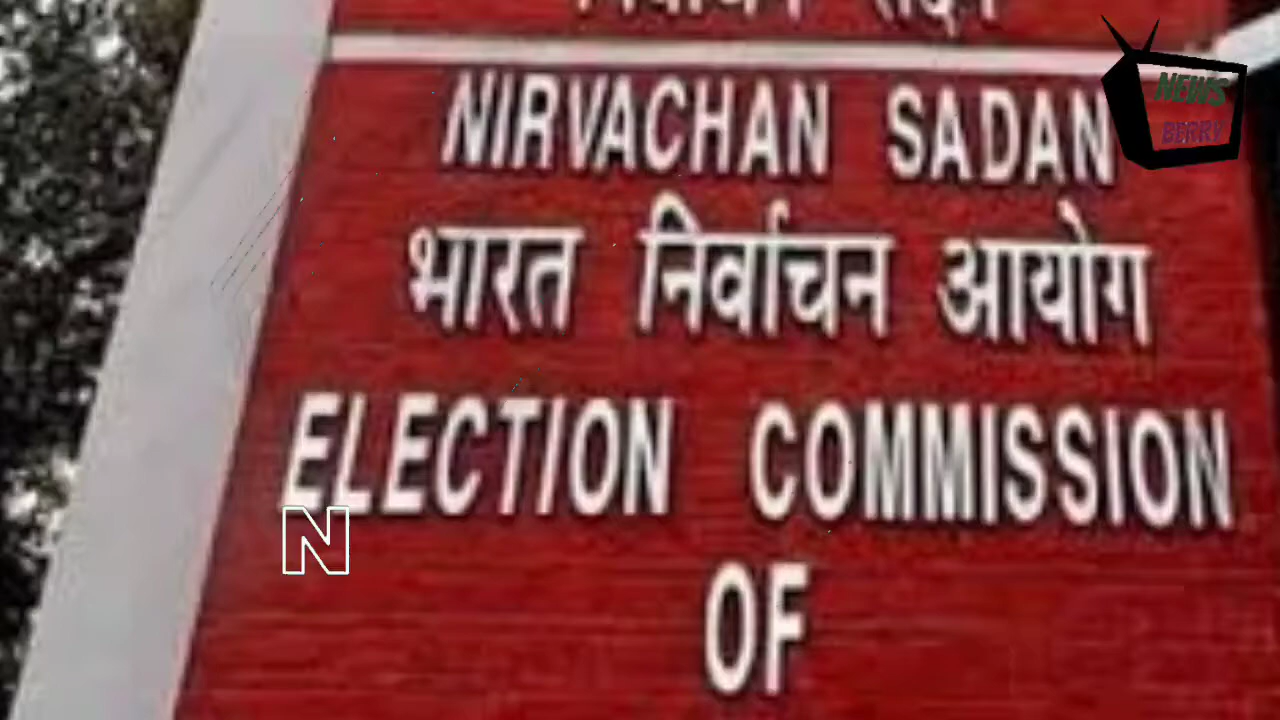 NIRVACHAN SADAN
भारत निर्वाचन आयोग
ELECTION COMMISSION
OF
N
NEWS
BERRY